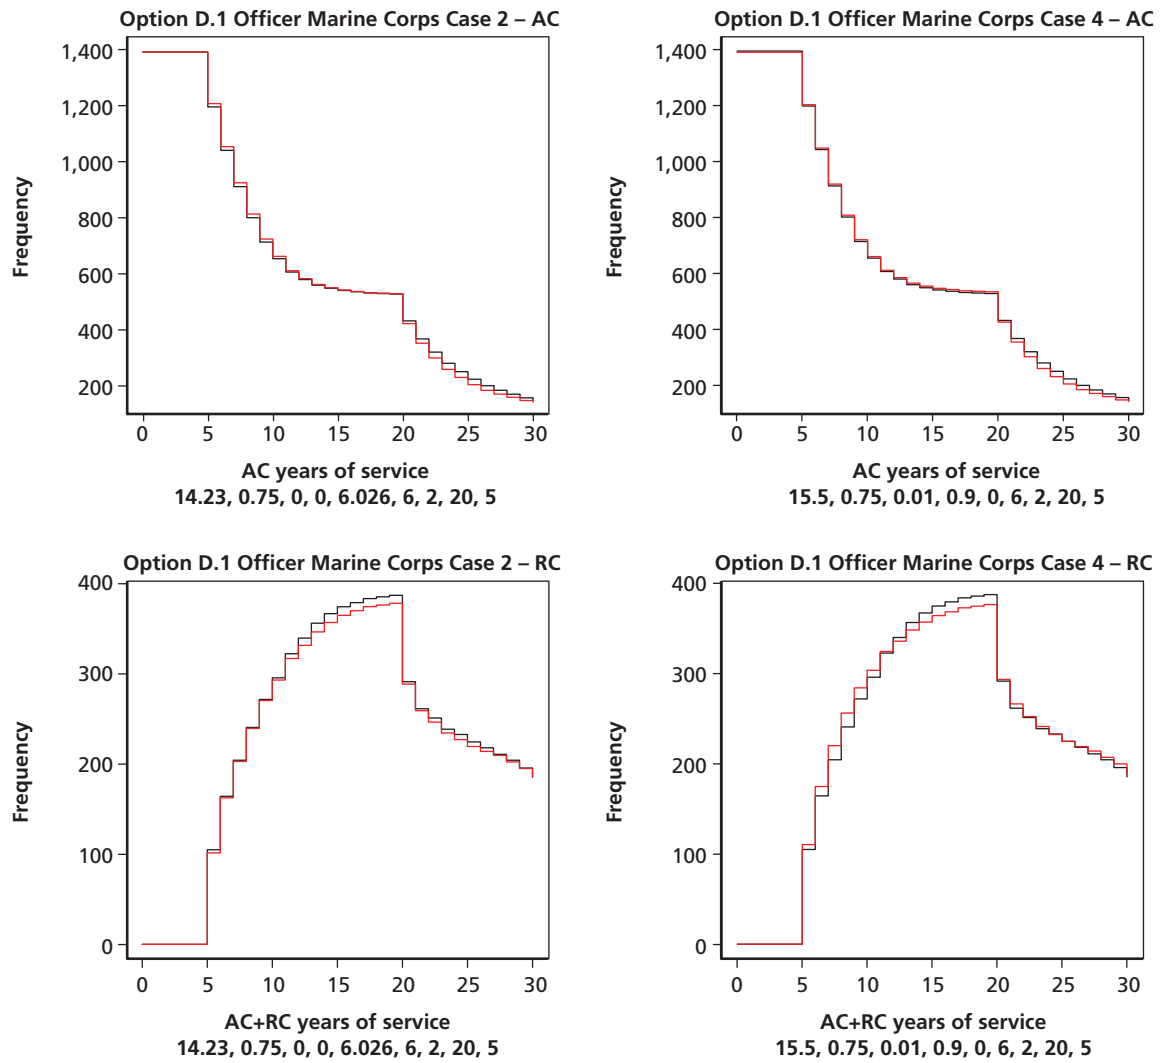 Option D.1 Officer Marine Corps Case 2 – AC
1,400
1,200
1,000
800
600
400
200
Frequency
0 5 10 15 20 25 30
AC years of service
14.23, 0.75, 0, 0, 6.026, 6, 2, 20, 5
Option D.1 Officer Marine Corps Case 4 – AC
1,400
1,200
1,000
800
600
400
200
Frequency
0 5 10 15 20 25 30
AC years of service
15.5, 0.75, 0.01, 0.9, 0, 6, 2, 20, 5
Option D.1 Officer Marine Corps Case 2 – RC
400
300
200
100
0
Frequency
0 5 10 15 20 25 30
AC+RC years of service
14.23, 0.75, 0, 0, 6.026, 6, 2, 20, 5
Option D.1 Officer Marine Corps Case 4 – RC
400
300
200
100
0
Frequency
0 5 10 15 20 25 30
AC+RC years of service
15.5, 0.75, 0.01, 0.9, 0, 6, 2, 20, 5